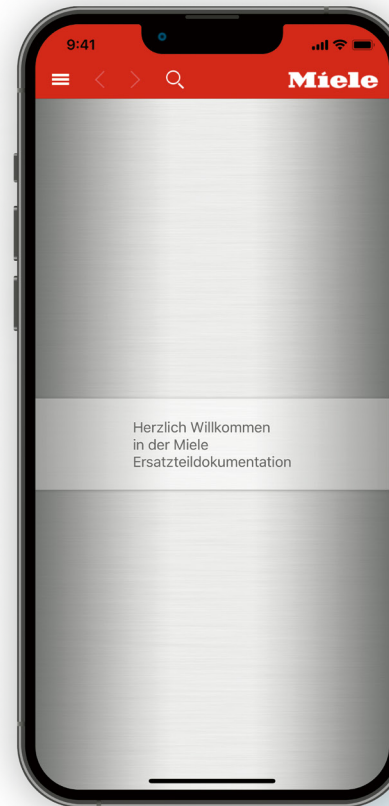 9:41
Miele
Herzlich Willkommen
in der Miele
Ersatzteildokumentation